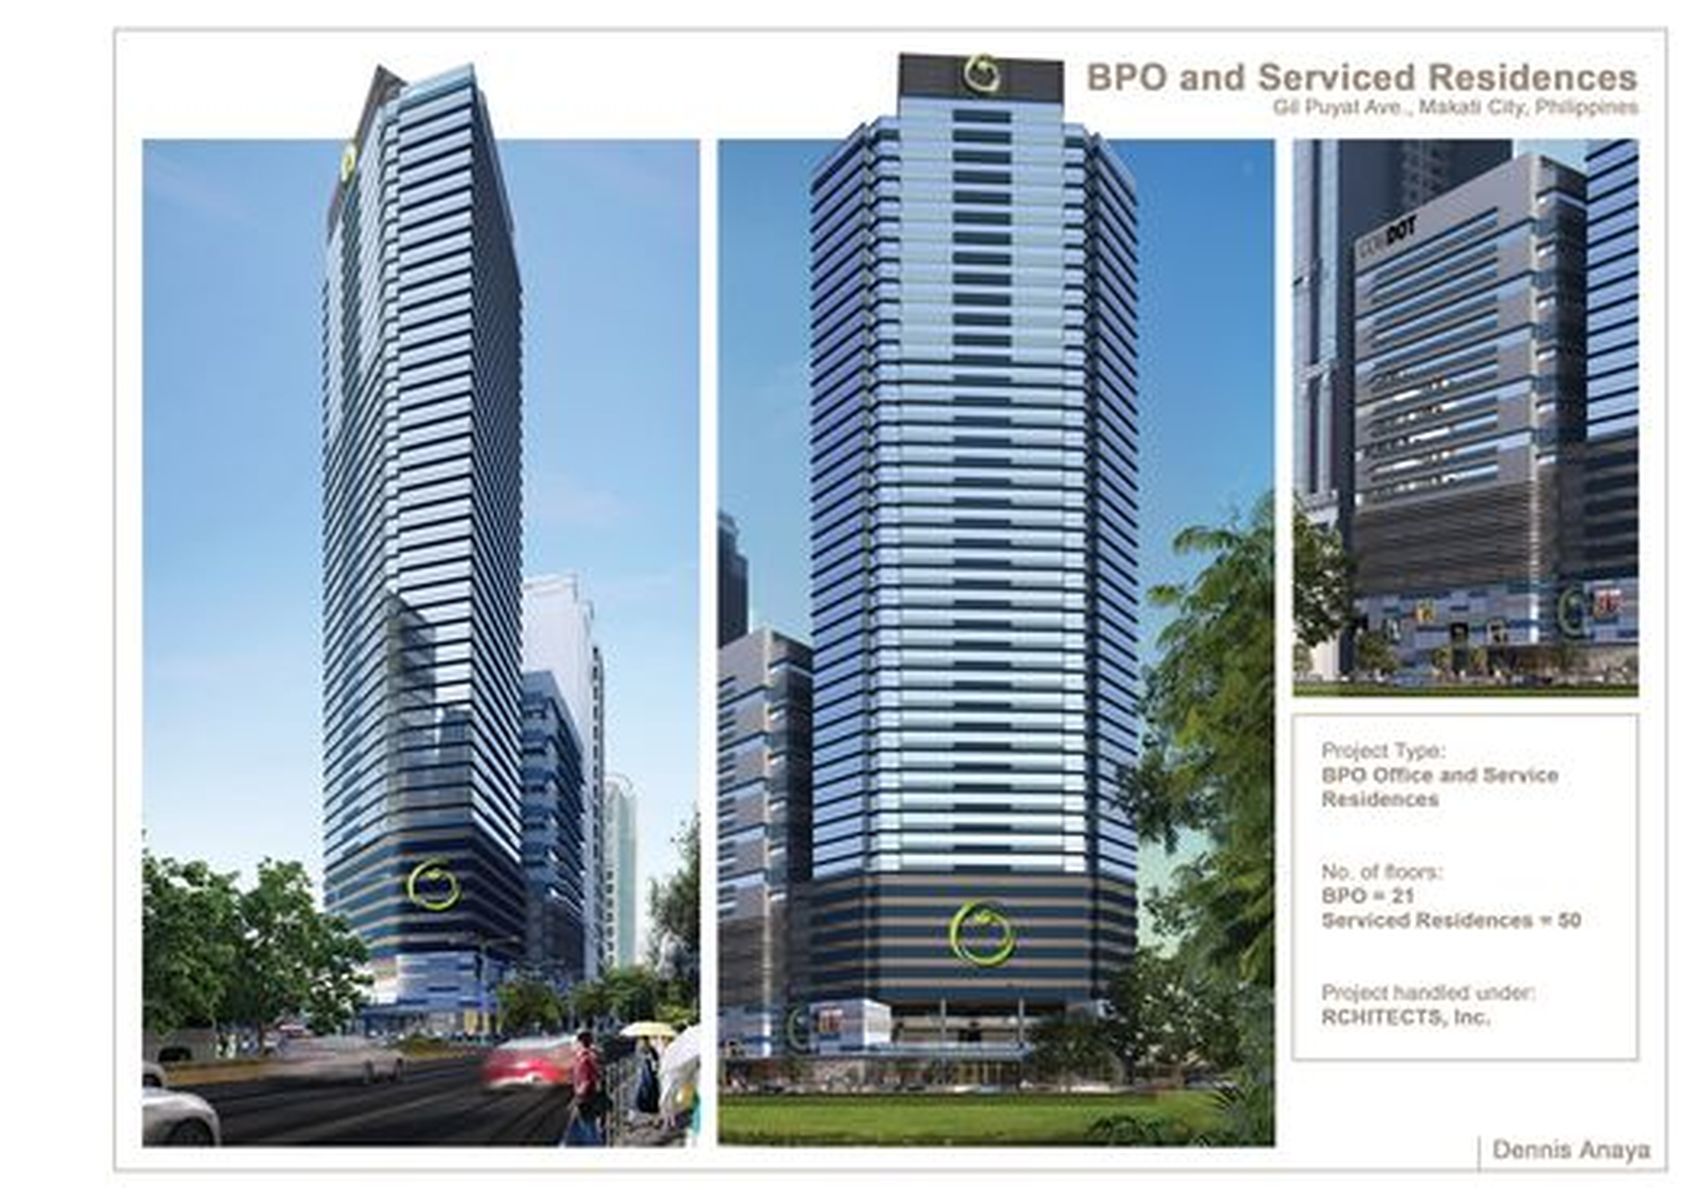 BPO and Serviced Residences
Gil Puyat Ave., Makati City, Philippines
DOT
Project Type:
BPO Office and Service
Residences
No. of floors:
BPO = 21
Serviced Residences = 50
Project handled under:
RCHITECTS, Inc.
Dennis Anaya